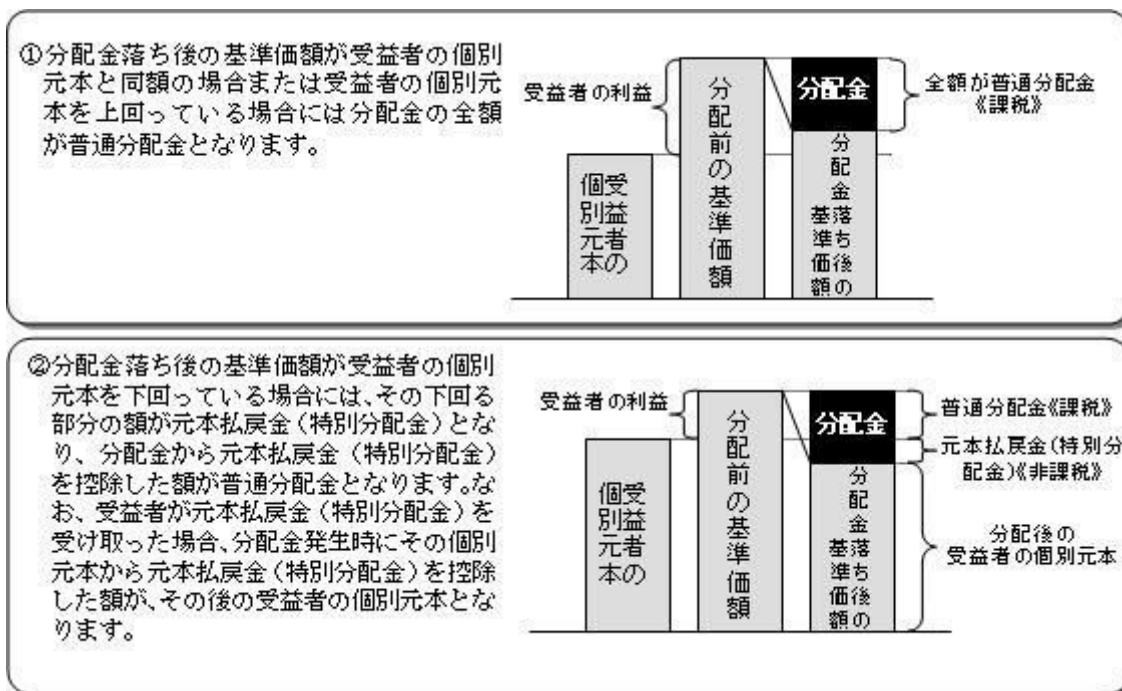 ①分配金落ち後の基準価額が受益者の個別
元本と同額の場合または受益者の個別元
本を上回っている場合には分配金の全額
が普通分配金となります。
受益者の利益
受益者の
個別元本
分配前の基準価額
分配金
分配金落ち後の
基準価額
全額が普通分配金
《課税》
②分配金落ち後の基準価額が受益者の個別
元本を下回っている場合には、その下回る
部分の額が元本払戻金(特別分配金)とな
り、分配金から元本払戻金(特別分配金)
を控除した額が普通分配金となります。な
お、受益者が元本払戻金(特別分配金)を
受け取った場合、分配金発生時にその個別
元本から元本払戻金(特別分配金)を控除
した額が、その後の受益者の個別元本とな
ります。
受益者の利益
受益者の
個別元本
分配前の基準価額
分配金
分配金落ち後の
基準価額
普通分配金《課税》
元本払戻金(特別分
配金)《非課税》
分配後の
受益者の個別元本